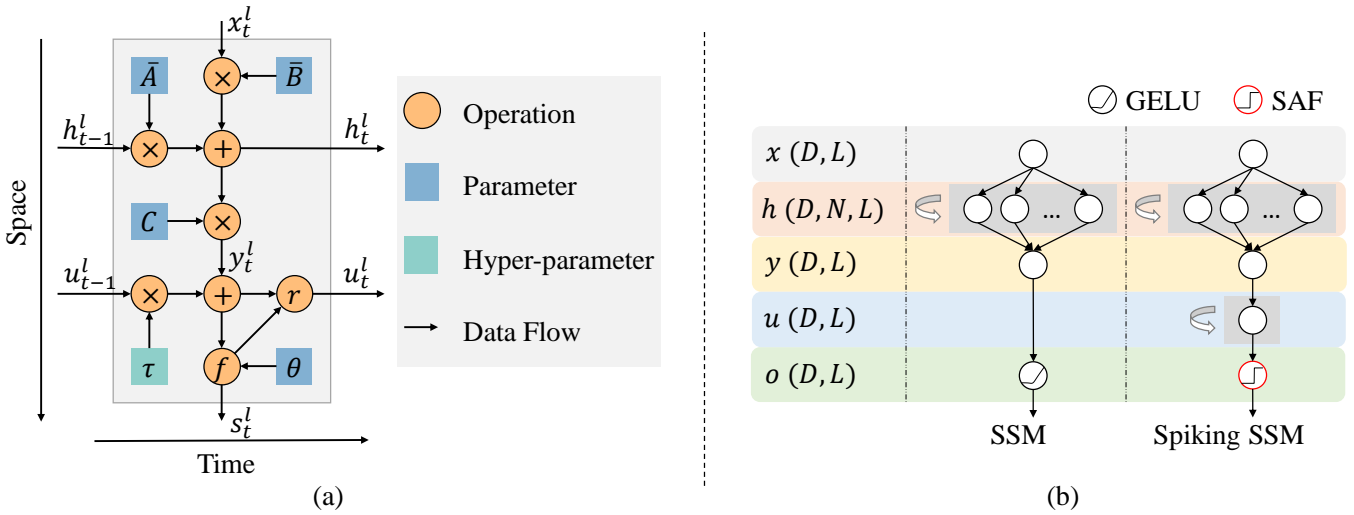 Space
x_t^l
Ā
×
B̄
h_{t-1}^l
×
+
h_t^l
C
×
y_t^l
u_{t-1}^l
×
+
r
u_t^l
τ
f
θ
s_t^l
Time
Operation
Parameter
Hyper-parameter
Data Flow
(a)
GELU
SAF
x (D, L)
h (D, N, L)
...
...
y (D, L)
u (D, L)
o (D, L)
SSM
Spiking SSM
(b)